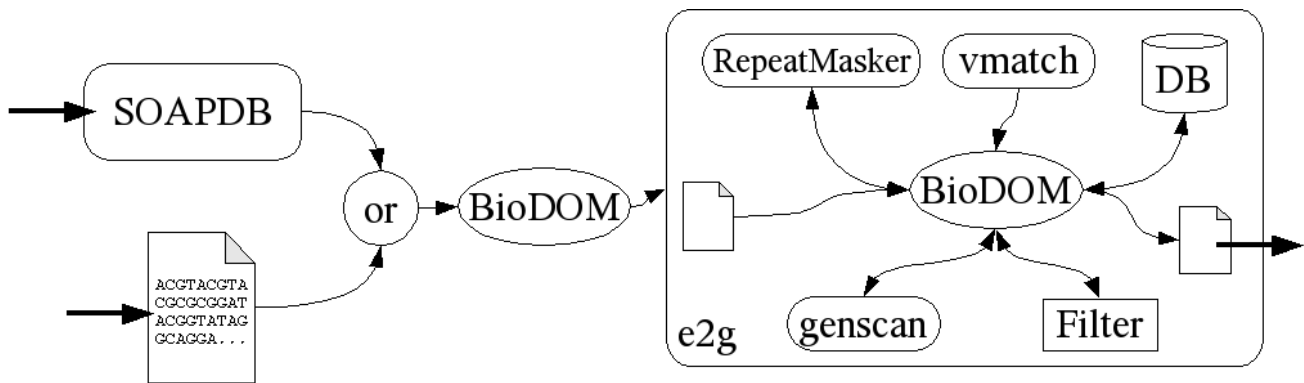 SOAPDB
or
BioDOM
ACGTACGTA
CGCGCGGAT
ACGGTATAG
GCAGGA...
RepeatMasker
vmatch
DB
BioDOM
genscan
Filter
e2g